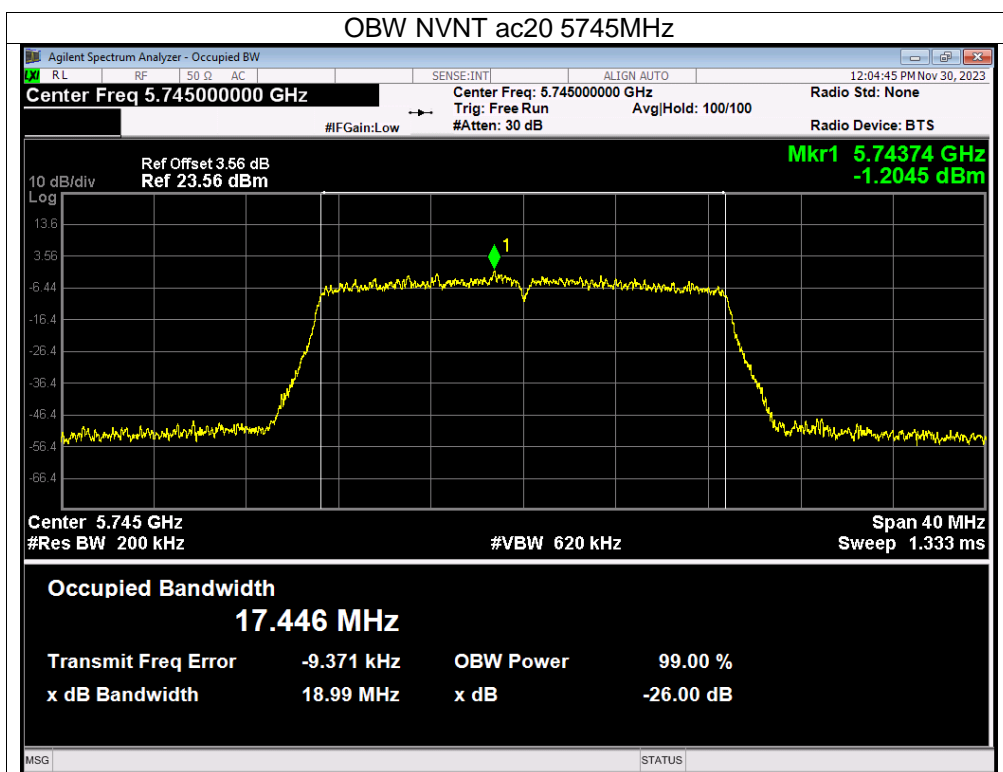 OBW NVNT ac20 5745MHz
Agilent Spectrum Analyzer - Occupied BW
LXI RL RF 50 Ω AC SENSE:INT ALIGN AUTO 12:04:45 PM Nov 30, 2023
Center Freq 5.745000000 GHz Center Freq: 5.745000000 GHz Radio Std: None
Trig: Free Run Avg|Hold: 100/100
#IFGain:Low #Atten: 30 dB Radio Device: BTS
Mkr1 5.74374 GHz
-1.2045 dBm
Ref Offset 3.56 dB
10 dB/div Ref 23.56 dBm
Log
13.6
3.56
-6.44
-16.4
-26.4
-36.4
-46.4
-56.4
-66.4
1
Center 5.745 GHz Span 40 MHz
#Res BW 200 kHz #VBW 620 kHz Sweep 1.333 ms
Occupied Bandwidth
17.446 MHz
Transmit Freq Error -9.371 kHz OBW Power 99.00 %
x dB Bandwidth 18.99 MHz x dB -26.00 dB
MSG STATUS